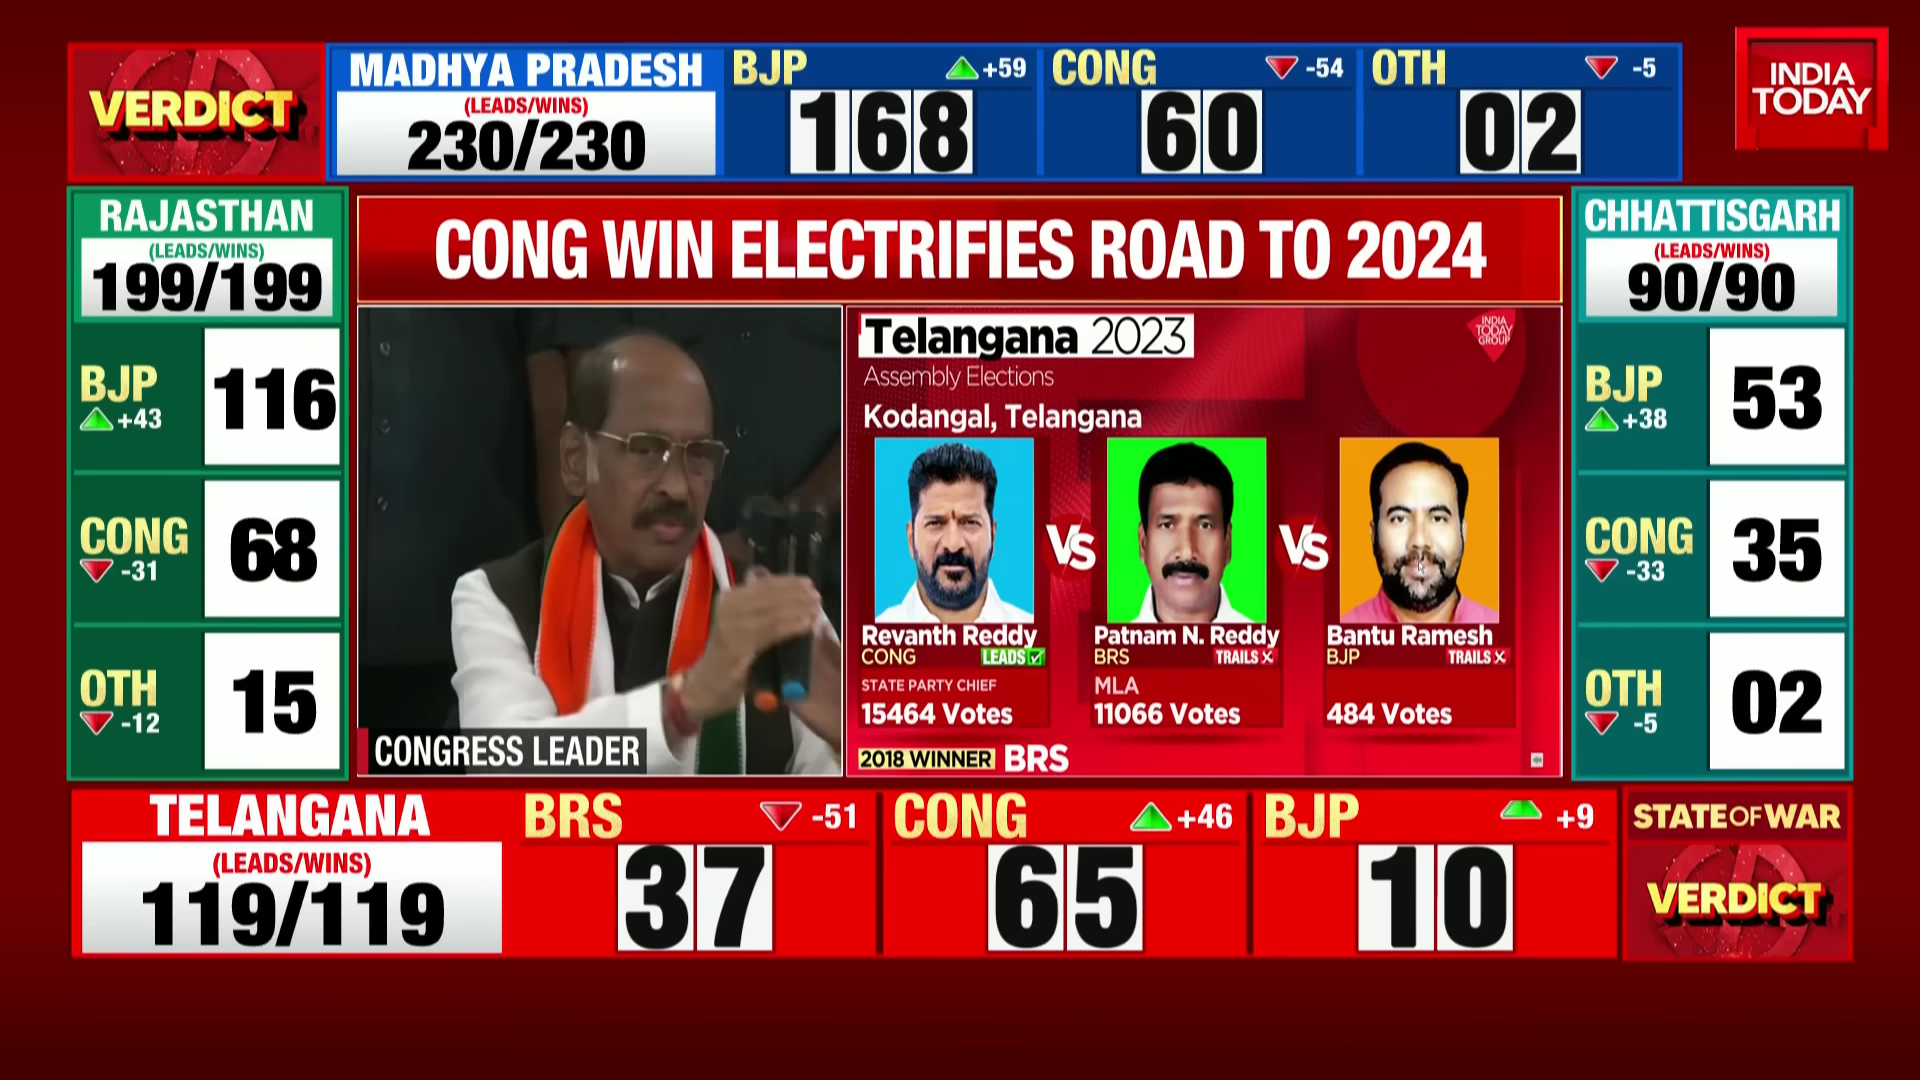 VERDICT
MADHYA PRADESH
(LEADS/WINS)
230/230
BJP +59
168
CONG -54
60
OTH -5
02
INDIA
TODAY
RAJASTHAN
(LEADS/WINS)
199/199
BJP
+43
116
CONG
-31
68
OTH
-12
15
CONG WIN ELECTRIFIES ROAD TO 2024
CONGRESS LEADER
Telangana 2023
Assembly Elections
Kodangal, Telangana
INDIA
TODAY
GROUP
VS
VS
Revanth Reddy
CONG LEADS
STATE PARTY CHIEF
15464 Votes
Patnam N. Reddy
BRS TRAILS
MLA
11066 Votes
Bantu Ramesh
BJP TRAILS
484 Votes
2018 WINNER BRS
CHHATTISGARH
(LEADS/WINS)
90/90
BJP
+38
53
CONG
-33
35
OTH
-5
02
TELANGANA
(LEADS/WINS)
119/119
BRS -51
37
CONG +46
65
BJP +9
10
STATE OF WAR
VERDICT